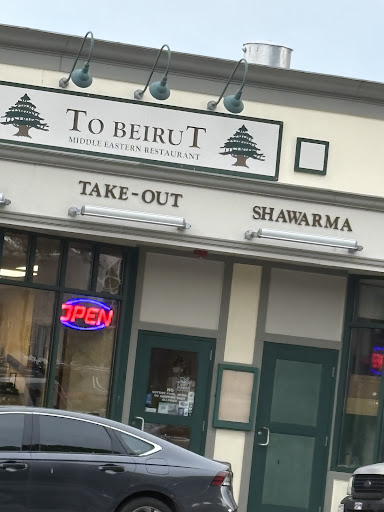 TO BEIRUT
MIDDLE EASTERN RESTAURANT
TAKE-OUT
SHAWARMA
OPEN